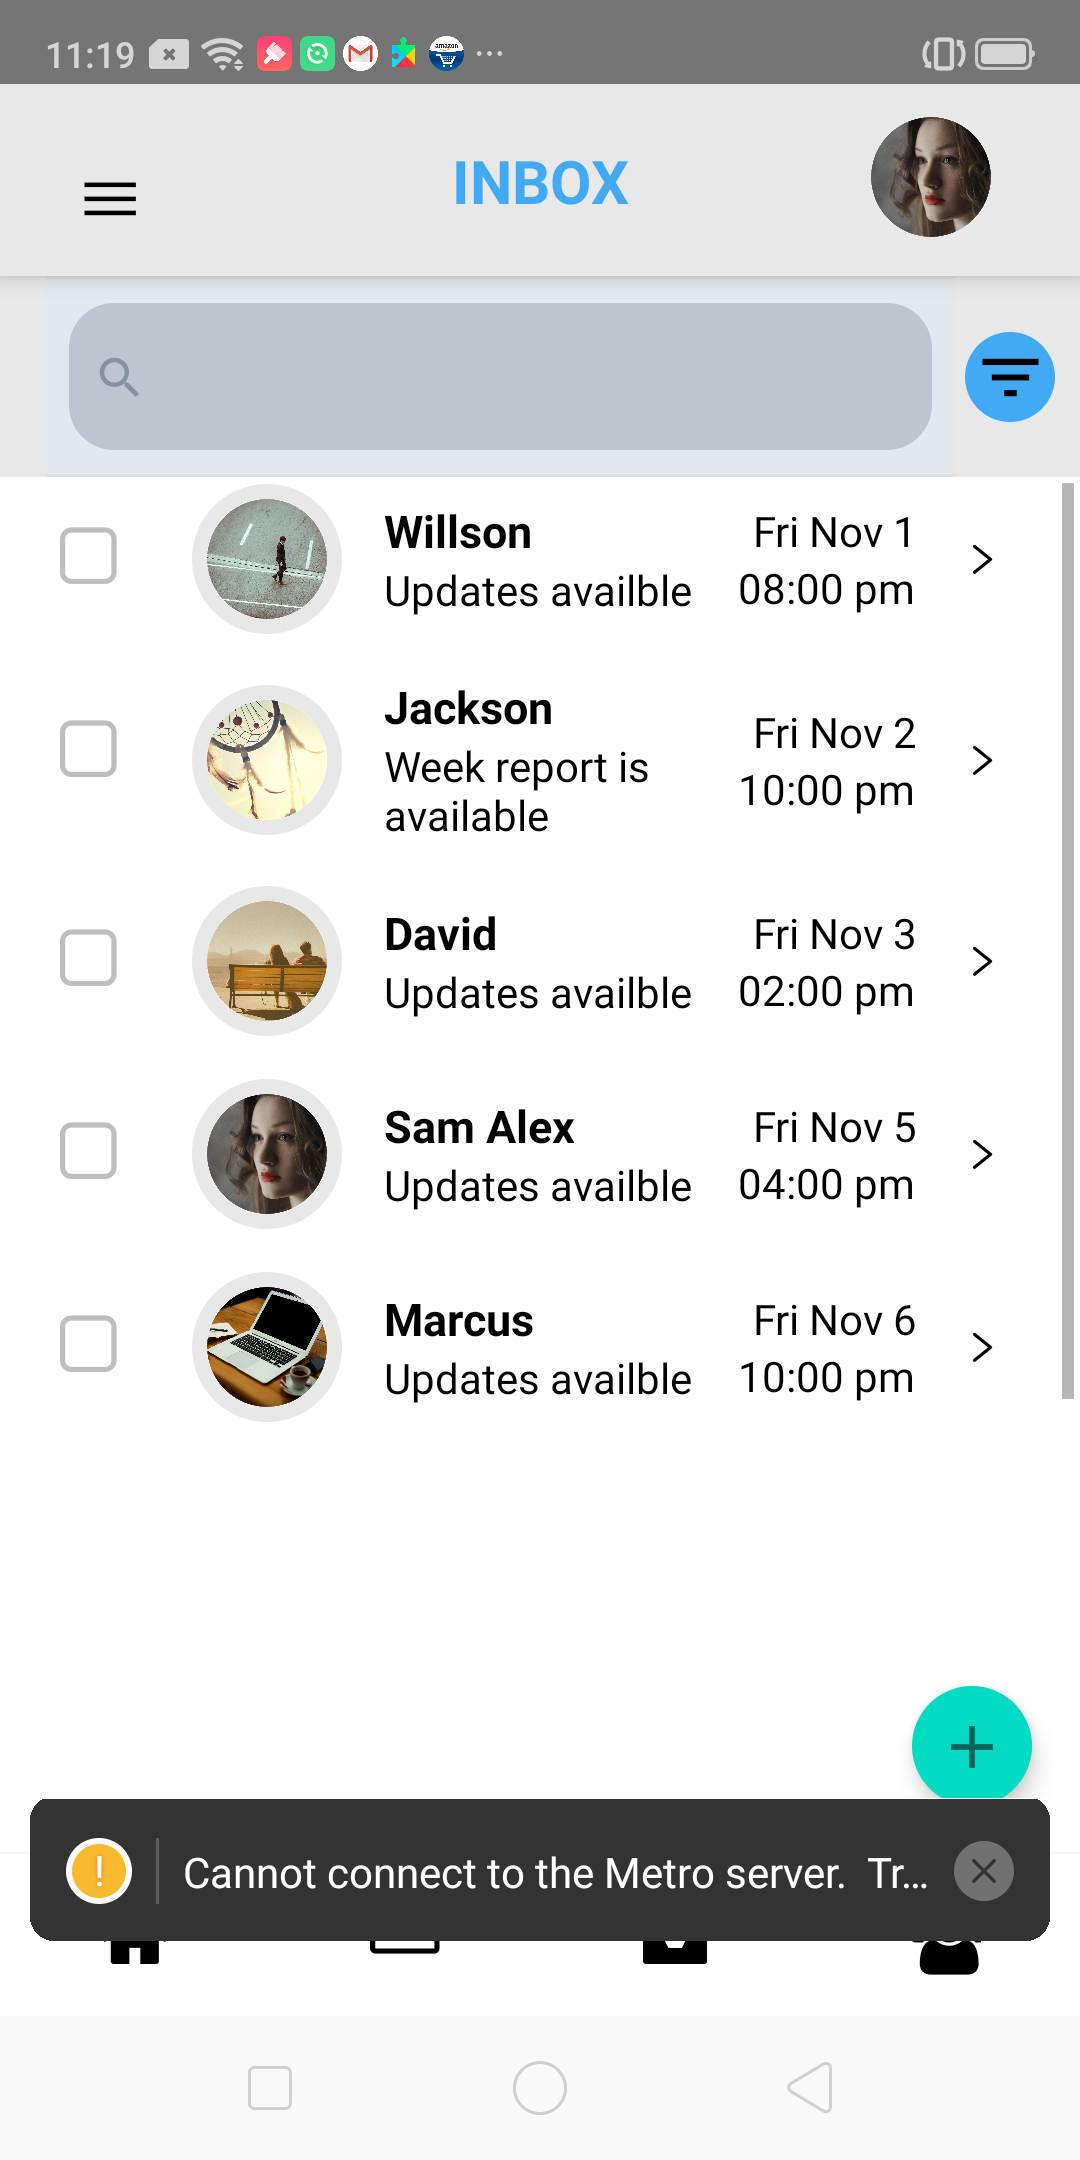 11:19
amazon
INBOX
Willson
Fri Nov 1
Updates availble
08:00 pm
Jackson
Fri Nov 2
Week report is
available
10:00 pm
David
Fri Nov 3
Updates availble
02:00 pm
Sam Alex
Fri Nov 5
Updates availble
04:00 pm
Marcus
Fri Nov 6
Updates availble
10:00 pm
Cannot connect to the Metro server. Tr...